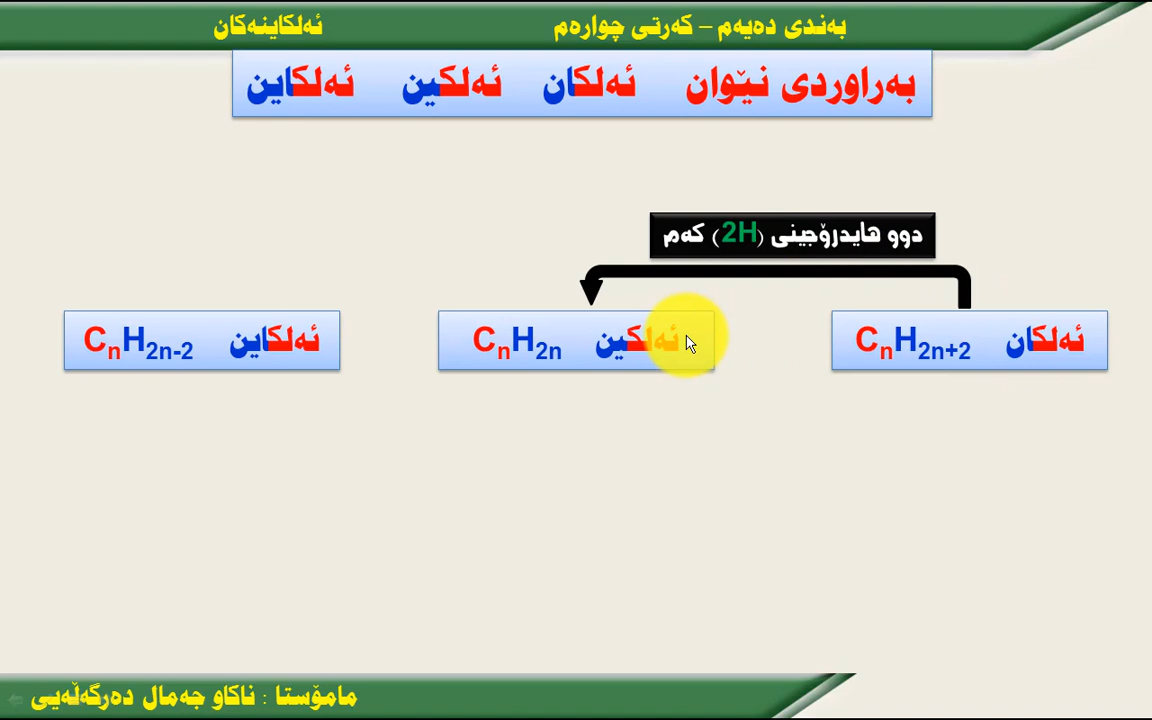 بەندی دەیەم – کەرتی چوارەم ئەلکاینەکان
بەراوردی نێوان ئەلکان ئەلکین ئەلکاین
دوو هایدرۆجینی (2H) کەم
ئەلکان CnH2n+2
ئەلکین CnH2n
ئەلکاین CnH2n-2
مامۆستا : ناکاو جەمال دەرگەڵەیی